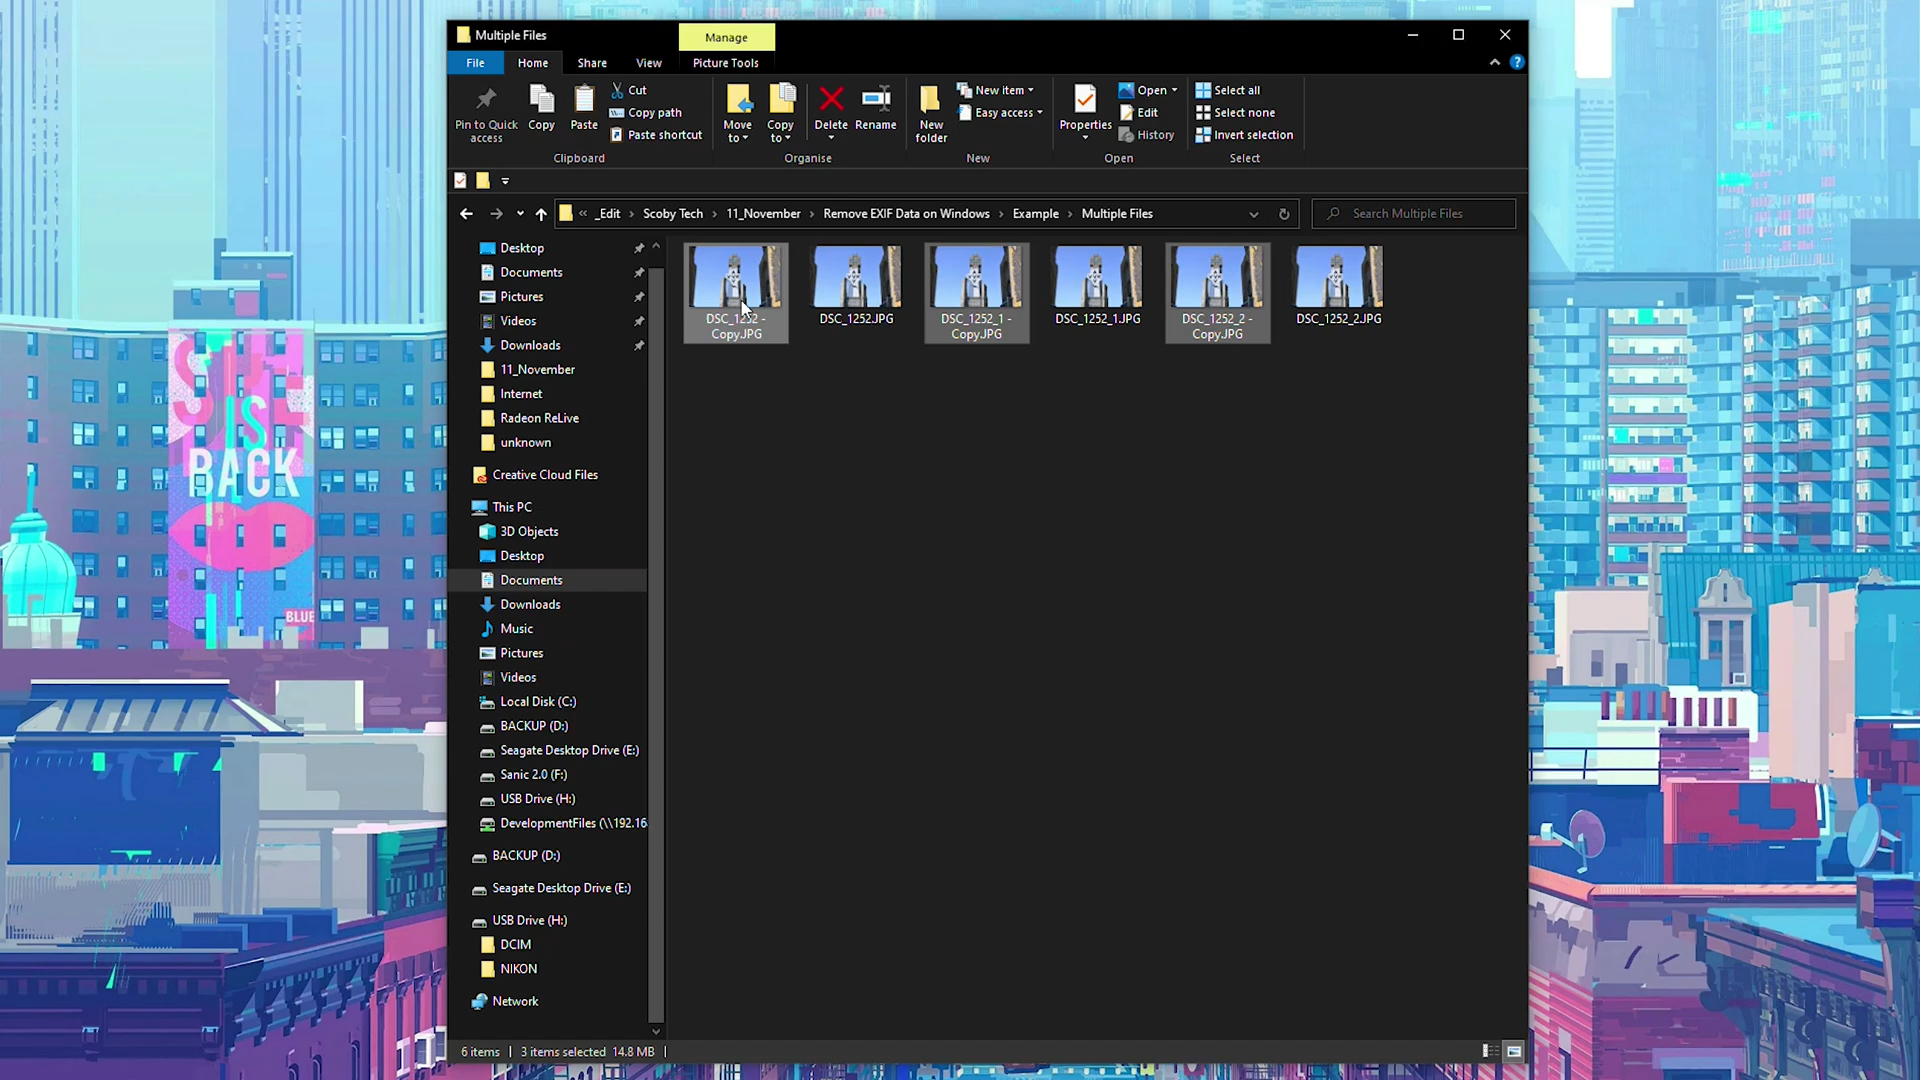 Multiple Files
Manage
File
Home
Share
View
Picture Tools
Pin to Quick access
Copy
Paste
Cut
Copy path
Paste shortcut
Clipboard
Move to
Copy to
Delete
Rename
Organise
New folder
New item
Easy access
New
Properties
Open
Edit
History
Open
Select all
Select none
Invert selection
Select
« _Edit > Scoby Tech > 11_November > Remove EXIF Data on Windows > Example > Multiple Files
Search Multiple Files
Desktop
Documents
Pictures
Videos
Downloads
11_November
Internet
Radeon ReLive
unknown
Creative Cloud Files
This PC
3D Objects
Desktop
Documents
Downloads
Music
Pictures
Videos
Local Disk (C:)
BACKUP (D:)
Seagate Desktop Drive (E:)
Sanic 2.0 (F:)
USB Drive (H:)
DevelopmentFiles (\\192.16
BACKUP (D:)
Seagate Desktop Drive (E:)
USB Drive (H:)
DCIM
NIKON
Network
DSC_1252 -
Copy.JPG
DSC_1252.JPG
DSC_1252_1 -
Copy.JPG
DSC_1252_1.JPG
DSC_1252_2 -
Copy.JPG
DSC_1252_2.JPG
6 items
3 items selected 14.8 MB
SHE
IS
BACK
BLUE